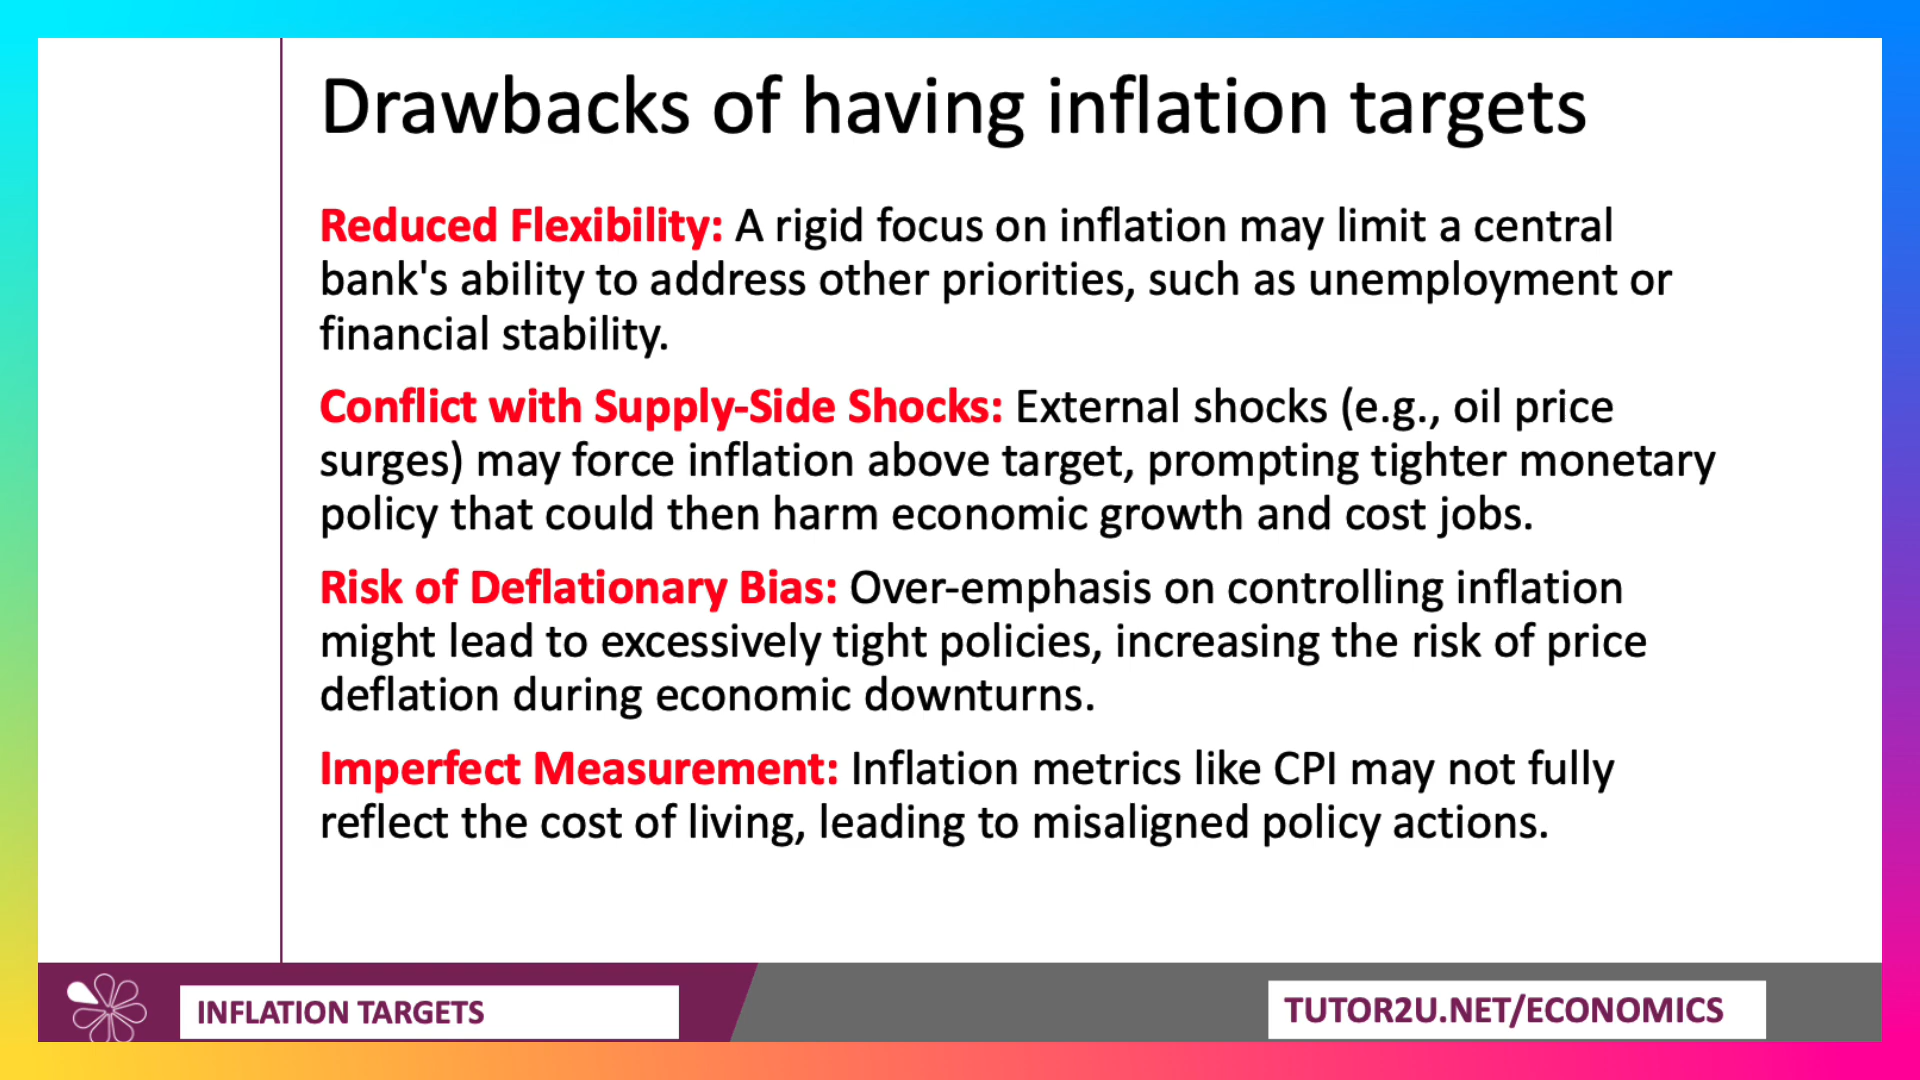 Drawbacks of having inflation targets
Reduced Flexibility: A rigid focus on inflation may limit a central
bank's ability to address other priorities, such as unemployment or
financial stability.
Conflict with Supply-Side Shocks: External shocks (e.g., oil price
surges) may force inflation above target, prompting tighter monetary
policy that could then harm economic growth and cost jobs.
Risk of Deflationary Bias: Over-emphasis on controlling inflation
might lead to excessively tight policies, increasing the risk of price
deflation during economic downturns.
Imperfect Measurement: Inflation metrics like CPI may not fully
reflect the cost of living, leading to misaligned policy actions.
INFLATION TARGETS
TUTOR2U.NET/ECONOMICS